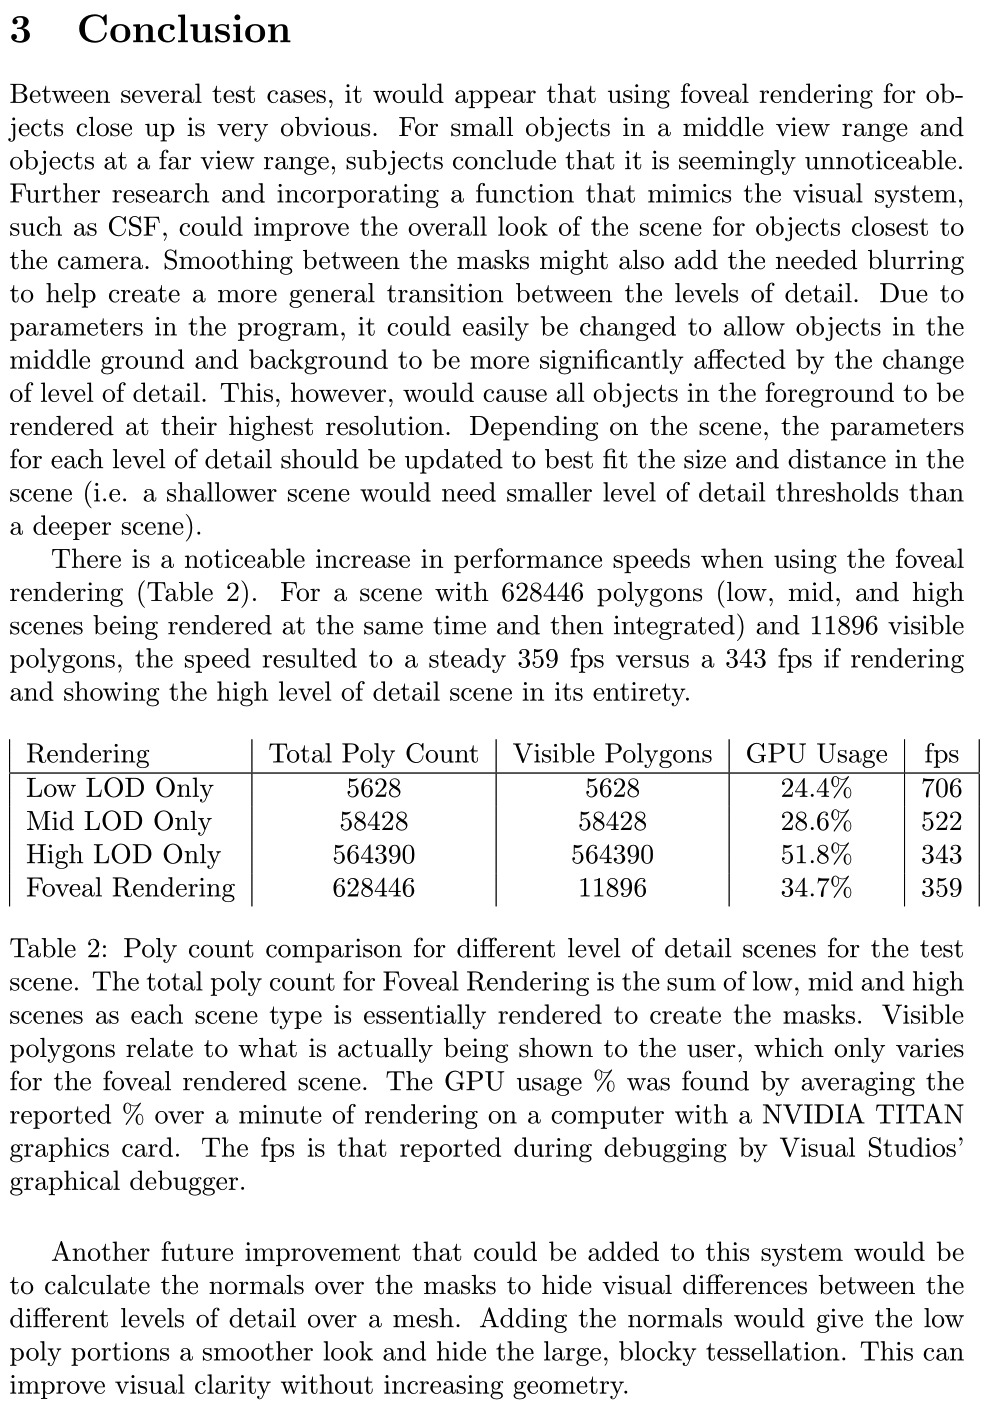 3 Conclusion
Between several test cases, it would appear that using foveal rendering for ob-
jects close up is very obvious. For small objects in a middle view range and
objects at a far view range, subjects conclude that it is seemingly unnoticeable.
Further research and incorporating a function that mimics the visual system,
such as CSF, could improve the overall look of the scene for objects closest to
the camera. Smoothing between the masks might also add the needed blurring
to help create a more general transition between the levels of detail. Due to
parameters in the program, it could easily be changed to allow objects in the
middle ground and background to be more significantly affected by the change
of level of detail. This, however, would cause all objects in the foreground to be
rendered at their highest resolution. Depending on the scene, the parameters
for each level of detail should be updated to best fit the size and distance in the
scene (i.e. a shallower scene would need smaller level of detail thresholds than
a deeper scene).
There is a noticeable increase in performance speeds when using the foveal
rendering (Table 2). For a scene with 628446 polygons (low, mid, and high
scenes being rendered at the same time and then integrated) and 11896 visible
polygons, the speed resulted to a steady 359 fps versus a 343 fps if rendering
and showing the high level of detail scene in its entirety.
Rendering Total Poly Count Visible Polygons GPU Usage fps
Low LOD Only 5628 5628 24.4% 706
Mid LOD Only 58428 58428 28.6% 522
High LOD Only 564390 564390 51.8% 343
Foveal Rendering 628446 11896 34.7% 359
Table 2: Poly count comparison for different level of detail scenes for the test
scene. The total poly count for Foveal Rendering is the sum of low, mid and high
scenes as each scene type is essentially rendered to create the masks. Visible
polygons relate to what is actually being shown to the user, which only varies
for the foveal rendered scene. The GPU usage % was found by averaging the
reported % over a minute of rendering on a computer with a NVIDIA TITAN
graphics card. The fps is that reported during debugging by Visual Studios'
graphical debugger.
Another future improvement that could be added to this system would be
to calculate the normals over the masks to hide visual differences between the
different levels of detail over a mesh. Adding the normals would give the low
poly portions a smoother look and hide the large, blocky tessellation. This can
improve visual clarity without increasing geometry.